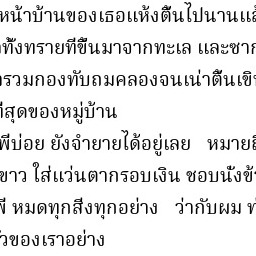 หน้าบ้านของเธอแห้งตื้นไปนานแล้
ทั้งทรายที่ขึ้นมาจากทะเล และซาก
รวมกองทับถมคลองจนเน่าตื้นเขิ
ที่สุดของหมู่บ้าน
พี่บ่อย ยังจำยายได้อยู่เลย หมายถึ
ขาว ใส่แว่นตากรอบเงิน ชอบนั่งข้
พี่ หมดทุกสิ่งทุกอย่าง ว่ากับผม ท่
ัวของเราอย่าง